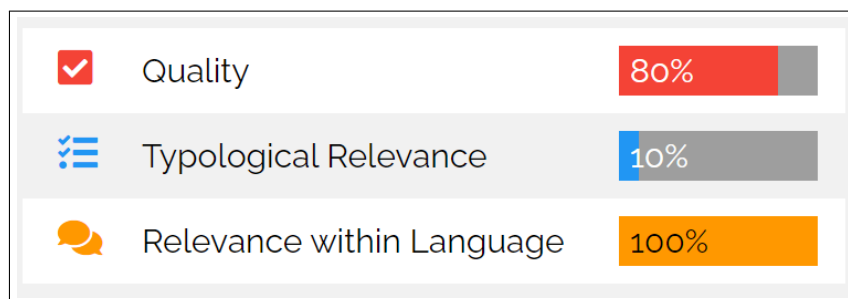 Quality 80%
Typological Relevance 10%
Relevance within Language 100%